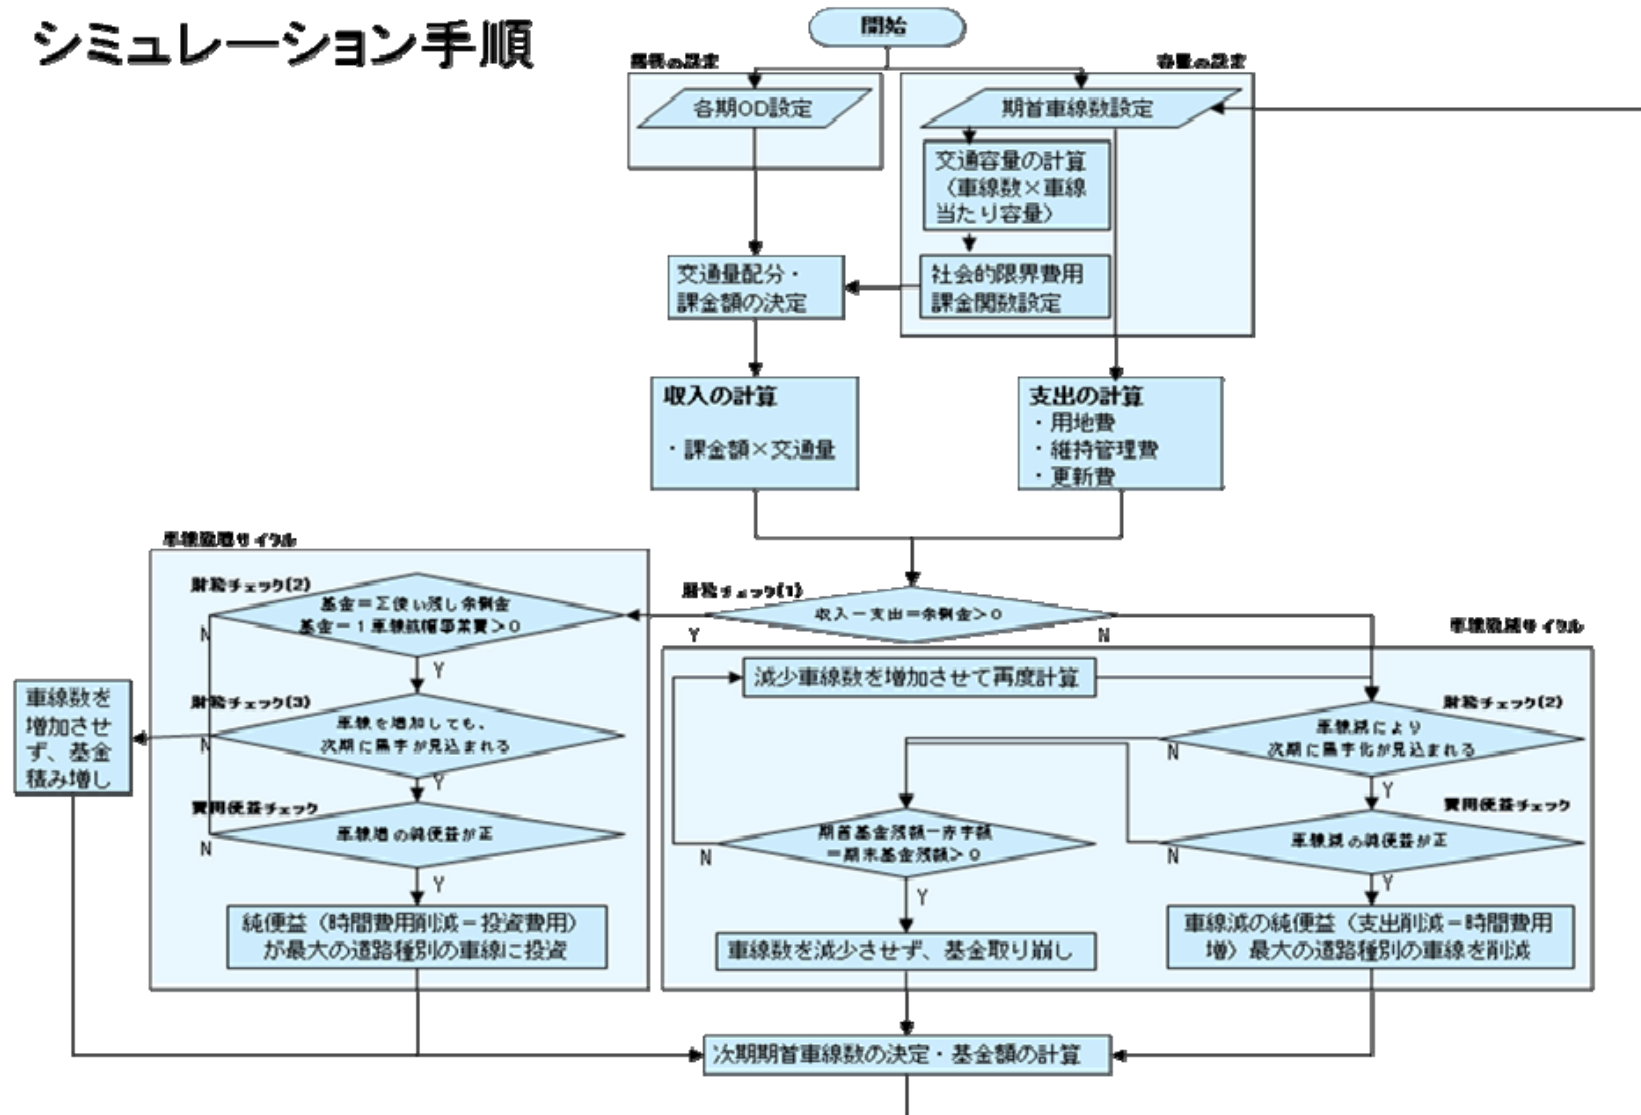 シミュレーション手順
開始
需要の設定
容量の設定
各期OD設定
期首車線数設定
交通容量の計算
(車線数×車線
当たり容量)
交通量配分・
課金額の決定
社会的限界費用
課金関数設定
収入の計算
・課金額×交通量
支出の計算
・用地費
・維持管理費
・更新費
車線数増サイクル
財務チェック(2)
基金=Σ使い残し余剰金
基金-1車線拡幅事業費>0
N
Y
財務チェック(3)
車線を増加しても、
次期に黒字が見込まれる
N
Y
費用便益チェック
車線増の純便益が正
N
Y
純便益(時間費用削減-投資費用)
が最大の道路種別の車線に投資
車線数を
増加させ
ず、基金
積み増し
財務チェック(1)
収入-支出=余剰金>0
Y
N
車線数減サイクル
減少車線数を増加させて再度計算
財務チェック(2)
車線減により
次期に黒字化が見込まれる
N
Y
費用便益チェック
車線減の純便益が正
N
Y
期首基金残額-赤字額
=期末基金残額>0
N
Y
車線数を減少させず、基金取り崩し
車線減の純便益(支出削減-時間費用
増)最大の道路種別の車線を削減
次期期首車線数の決定・基金額の計算